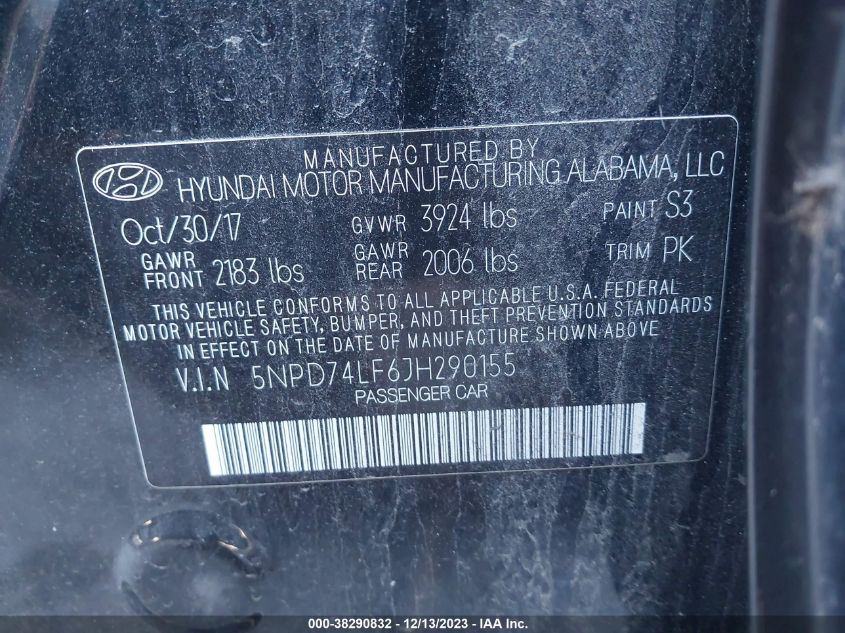 MANUFACTURED BY
HYUNDAI MOTOR MANUFACTURING ALABAMA, LLC
Oct/30/17 GVWR 3924 lbs PAINT S3
GAWR FRONT 2183 lbs GAWR REAR 2006 lbs TRIM PK
THIS VEHICLE CONFORMS TO ALL APPLICABLE U.S.A. FEDERAL
MOTOR VEHICLE SAFETY, BUMPER, AND THEFT PREVENTION STANDARDS
IN EFFECT ON THE DATE OF MANUFACTURE SHOWN ABOVE
V.I.N 5NPD74LF6JH290155
PASSENGER CAR
000-38290832 - 12/13/2023 - IAA Inc.